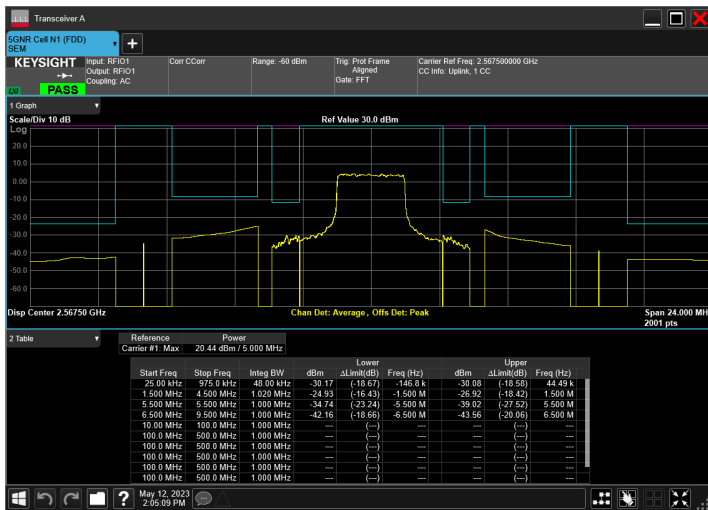 Transceiver A
5GNR Cell N1 (FDD)
SEM
KEYSIGHT
PASS
Input: RFIO1
Output: RFIO1
Coupling: AC
Corr CCorr
Range: -60 dBm
Trig: Prot Frame
Aligned
Gate: FFT
Carrier Ref Freq: 2.567500000 GHz
CC Info: Uplink, 1 CC
1 Graph
Scale/Div 10 dB
Ref Value 30.0 dBm
Log
20.0
10.0
0.00
-10.0
-20.0
-30.0
-40.0
-50.0
-60.0
Disp Center 2.56750 GHz
Chan Det: Average, Offs Det: Peak
Span 24.000 MH
2001 pts
2 Table
Reference Power
Carrier #1: Max 20.44 dBm / 5.000 MHz
Lower Upper
Start Freq Stop Freq Integ BW dBm ΔLimit(dB) Freq (Hz) dBm ΔLimit(dB) Freq (Hz)
25.00 kHz 975.0 kHz 48.00 kHz -30.17 (-18.67) -146.8 k -30.08 (-18.58) 44.49 k
1.500 MHz 4.500 MHz 1.020 MHz -24.93 (-16.43) -1.500 M -26.92 (-18.42) 1.500 M
5.500 MHz 5.500 MHz 1.000 MHz -34.74 (-23.24) -5.500 M -39.02 (-27.52) 5.500 M
6.500 MHz 9.500 MHz 1.000 MHz -42.16 (-18.66) -6.500 M -43.56 (-20.06) 6.500 M
10.00 MHz 100.0 MHz 1.000 MHz --- (---) --- --- (---) ---
100.0 MHz 500.0 MHz 1.000 MHz --- (---) --- --- (---) ---
100.0 MHz 500.0 MHz 1.000 MHz --- (---) --- --- (---) ---
100.0 MHz 500.0 MHz 1.000 MHz --- (---) --- --- (---) ---
100.0 MHz 500.0 MHz 1.000 MHz --- (---) --- --- (---) ---
100.0 MHz 500.0 MHz 1.000 MHz --- (---) --- --- (---) ---
May 12, 2023
2:05:09 PM